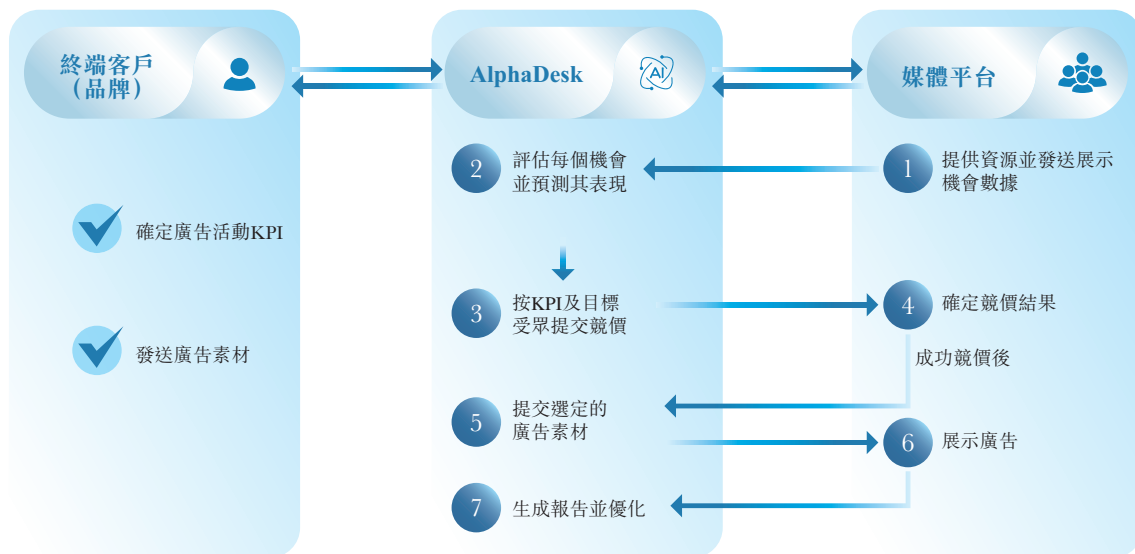 終端客戶
(品牌)
確定廣告活動KPI
發送廣告素材
AlphaDesk
AI
2
評估每個機會
並預測其表現
3
按KPI及目標
受眾提交競價
5
提交選定的
廣告素材
7
生成報告並優化
媒體平台
1
提供資源並發送展示
機會數據
4
確定競價結果
成功競價後
6
展示廣告